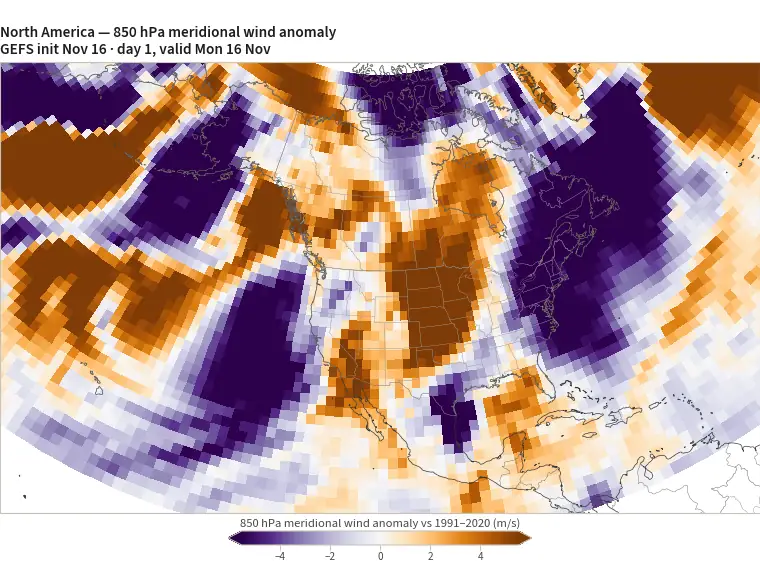 North America — 850 hPa meridional wind anomaly
GEFS init Nov 16 · day 1, valid Mon 16 Nov
850 hPa meridional wind anomaly vs 1991–2020 (m/s)
−4 −2 0 2 4